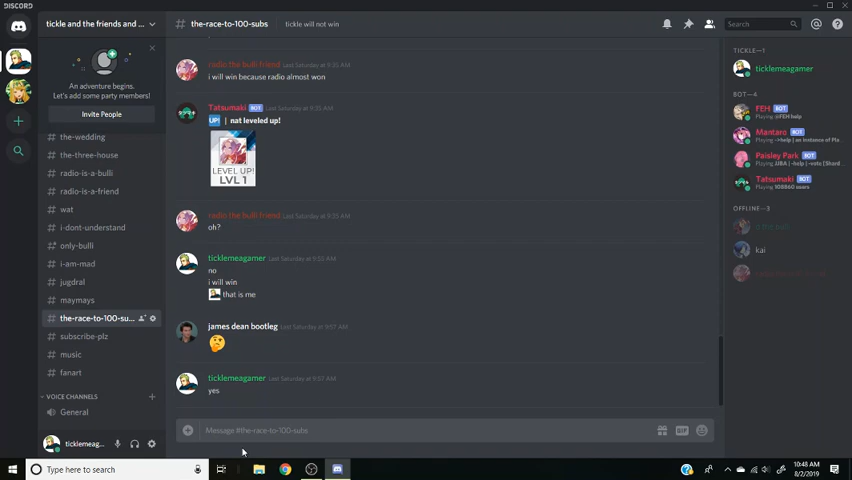 DISCORD
tickle and the friends and ...
the-race-to-100-subs
tickle will not win
Search
An adventure begins.
Let's add some party members!
Invite People
the-wedding
the-three-house
radio-is-a-bulli
radio-is-a-friend
wat
i-dont-understand
only-bulli
i-am-mad
jugdral
maymays
the-race-to-100-su...
subscribe-plz
music
fanart
VOICE CHANNELS
General
ticklemeag...
radio the bulli friend Last Saturday at 9:35 AM
i will win because radio almost won
Tatsumaki BOT Last Saturday at 9:35 AM
UP! | nat leveled up!
LEVEL UP!
LVL 1
radio the bulli friend Last Saturday at 9:35 AM
oh?
ticklemeagamer Last Saturday at 9:55 AM
no
i will win
that is me
james dean bootleg Last Saturday at 9:57 AM
ticklemeagamer Last Saturday at 9:57 AM
yes
Message #the-race-to-100-subs
GIF
TICKLE—1
ticklemeagamer
BOT—4
FEH BOT
Playing @FEH help
Mantaro BOT
Playing ->help | an instance of Pla...
Paisley Park BOT
Playing JJBA | -help | -vote [Shard ...
Tatsumaki BOT
Playing 108860 users
OFFLINE—3
kai
Type here to search
10:48 AM
8/2/2019